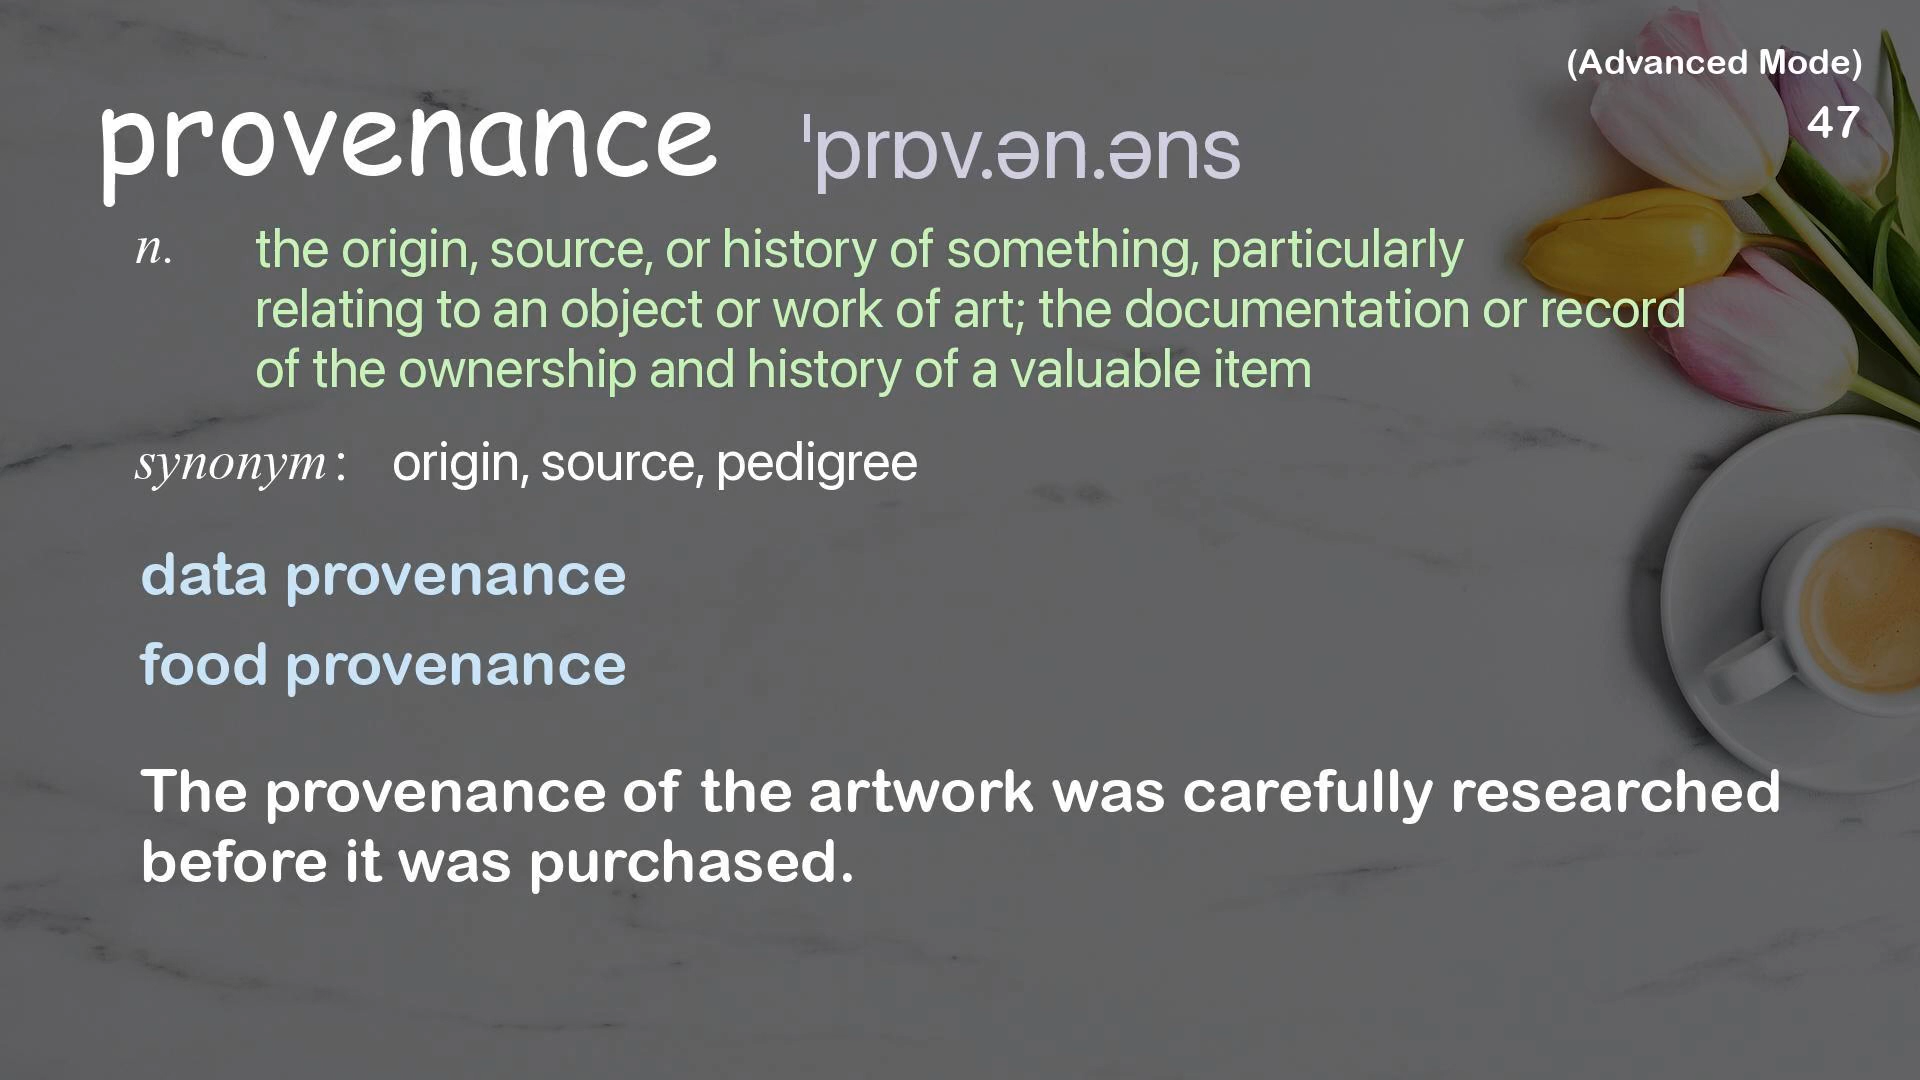 (Advanced Mode)
47
provenance ˈprɒv.ən.əns
n. the origin, source, or history of something, particularly
relating to an object or work of art; the documentation or record
of the ownership and history of a valuable item
synonym: origin, source, pedigree
data provenance
food provenance
The provenance of the artwork was carefully researched
before it was purchased.